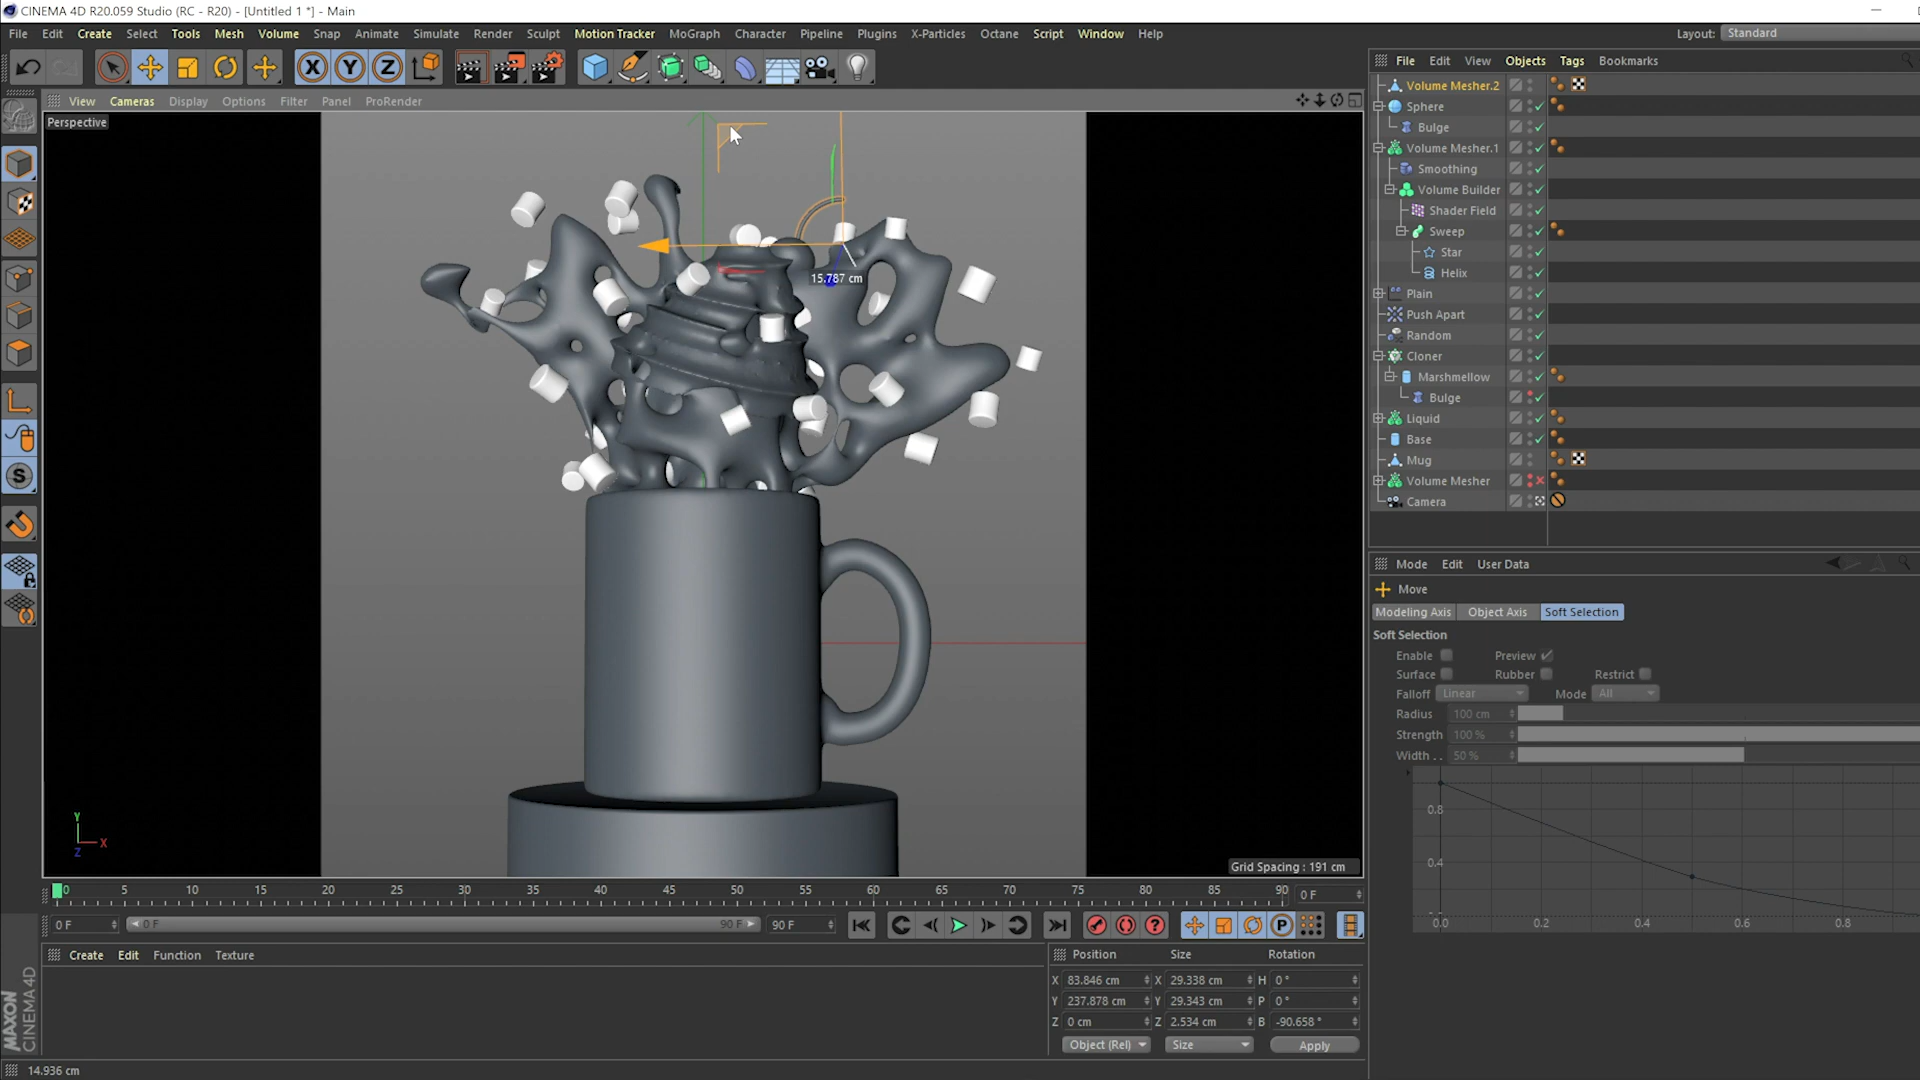 CINEMA 4D R20.059 Studio (RC - R20) - [Untitled 1 *] - Main
File Edit Create Select Tools Mesh Volume Snap Animate Simulate Render Sculpt Motion Tracker MoGraph Character Pipeline Plugins X-Particles Octane Script Window Help Layout: Standard
X Y Z
View Cameras Display Options Filter Panel ProRender
Perspective
15.787 cm
Y
X
Z
Grid Spacing : 191 cm
S
0 5 10 15 20 25 30 35 40 45 50 55 60 65 70 75 80 85 90 0 F
0 F 0 F 90 F 90 F ? P
Create Edit Function Texture
MAXON
CINEMA 4D
Position Size Rotation
X 83.846 cm X 29.338 cm H 0 °
Y 237.878 cm Y 29.343 cm P 0 °
Z 0 cm Z 2.534 cm B -90.658 °
Object (Rel) Size Apply
14.936 cm
File Edit View Objects Tags Bookmarks
Volume Mesher.2
Sphere
Bulge
Volume Mesher.1
Smoothing
Volume Builder
Shader Field
Sweep
Star
Helix
Plain
Push Apart
Random
Cloner
Marshmellow
Bulge
Liquid
Base
Mug
Volume Mesher
Camera
Mode Edit User Data
Move
Modeling Axis Object Axis Soft Selection
Soft Selection
Enable Preview
Surface Rubber Restrict
Falloff Linear Mode All
Radius 100 cm
Strength 100 %
Width . . 50 %
0.8
0.4
0.0 0.2 0.4 0.6 0.8